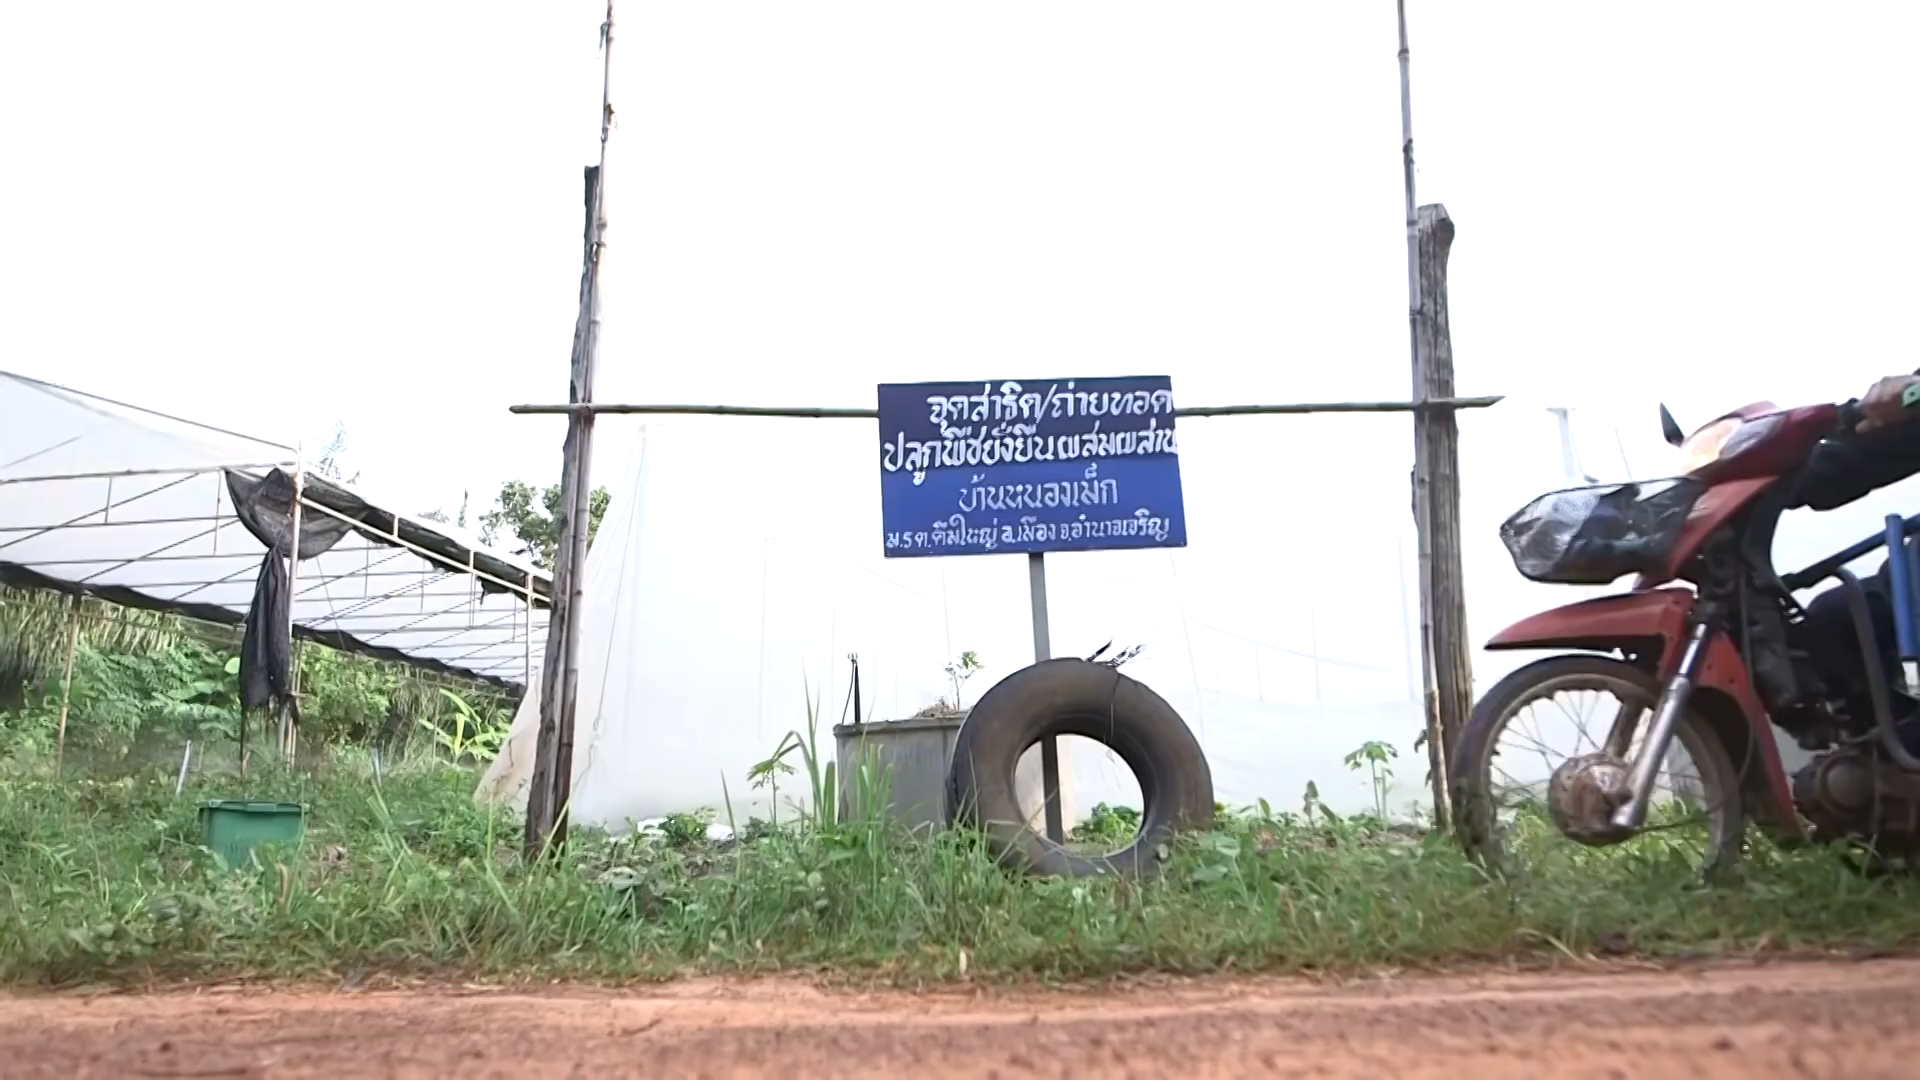 จุดสาธิต/ถ่ายทอด
ปลูกพืชยั่งยืนผสมผสาน
บ้านหนองเม็ก
ม.5 ต.คึมใหญ่ อ.เมือง จ.อำนาจเจริญ